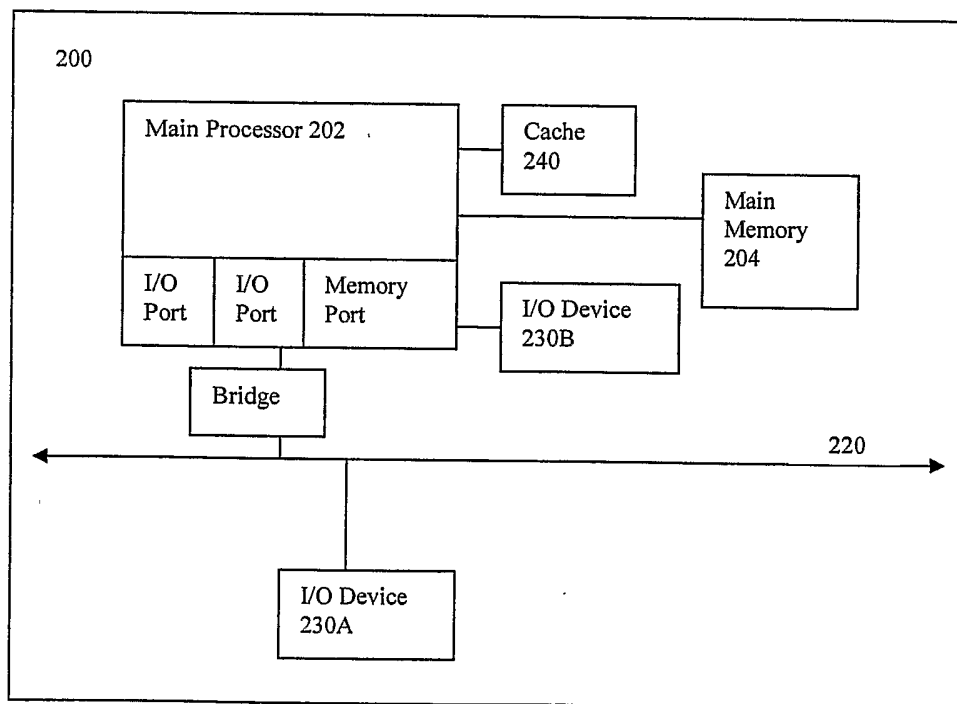 200
Main Processor 202
Cache
240
Main
Memory
204
I/O
Port
I/O
Port
Memory
Port
I/O Device
230B
Bridge
220
I/O Device
230A